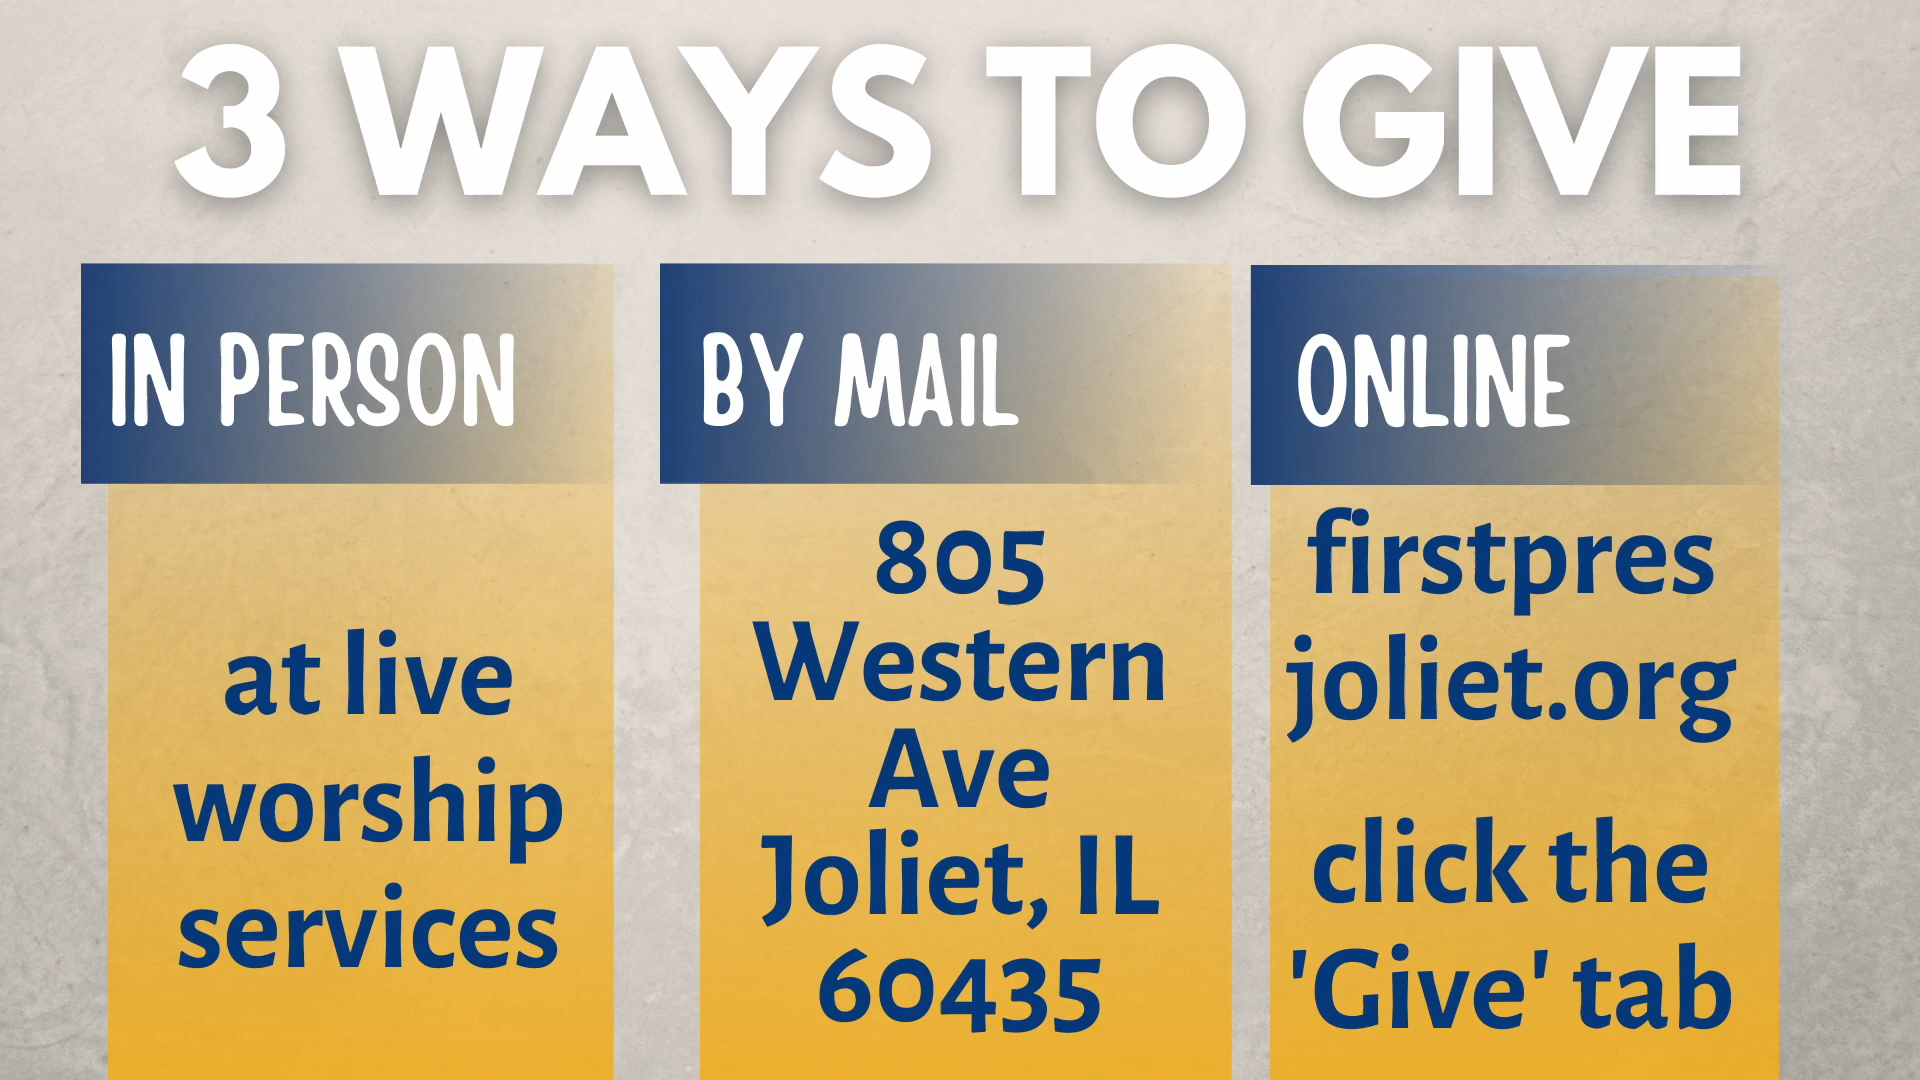 3 WAYS TO GIVE
IN PERSON
at live
worship
services
BY MAIL
805
Western
Ave
Joliet, IL
60435
ONLINE
firstpres
joliet.org
click the
'Give' tab